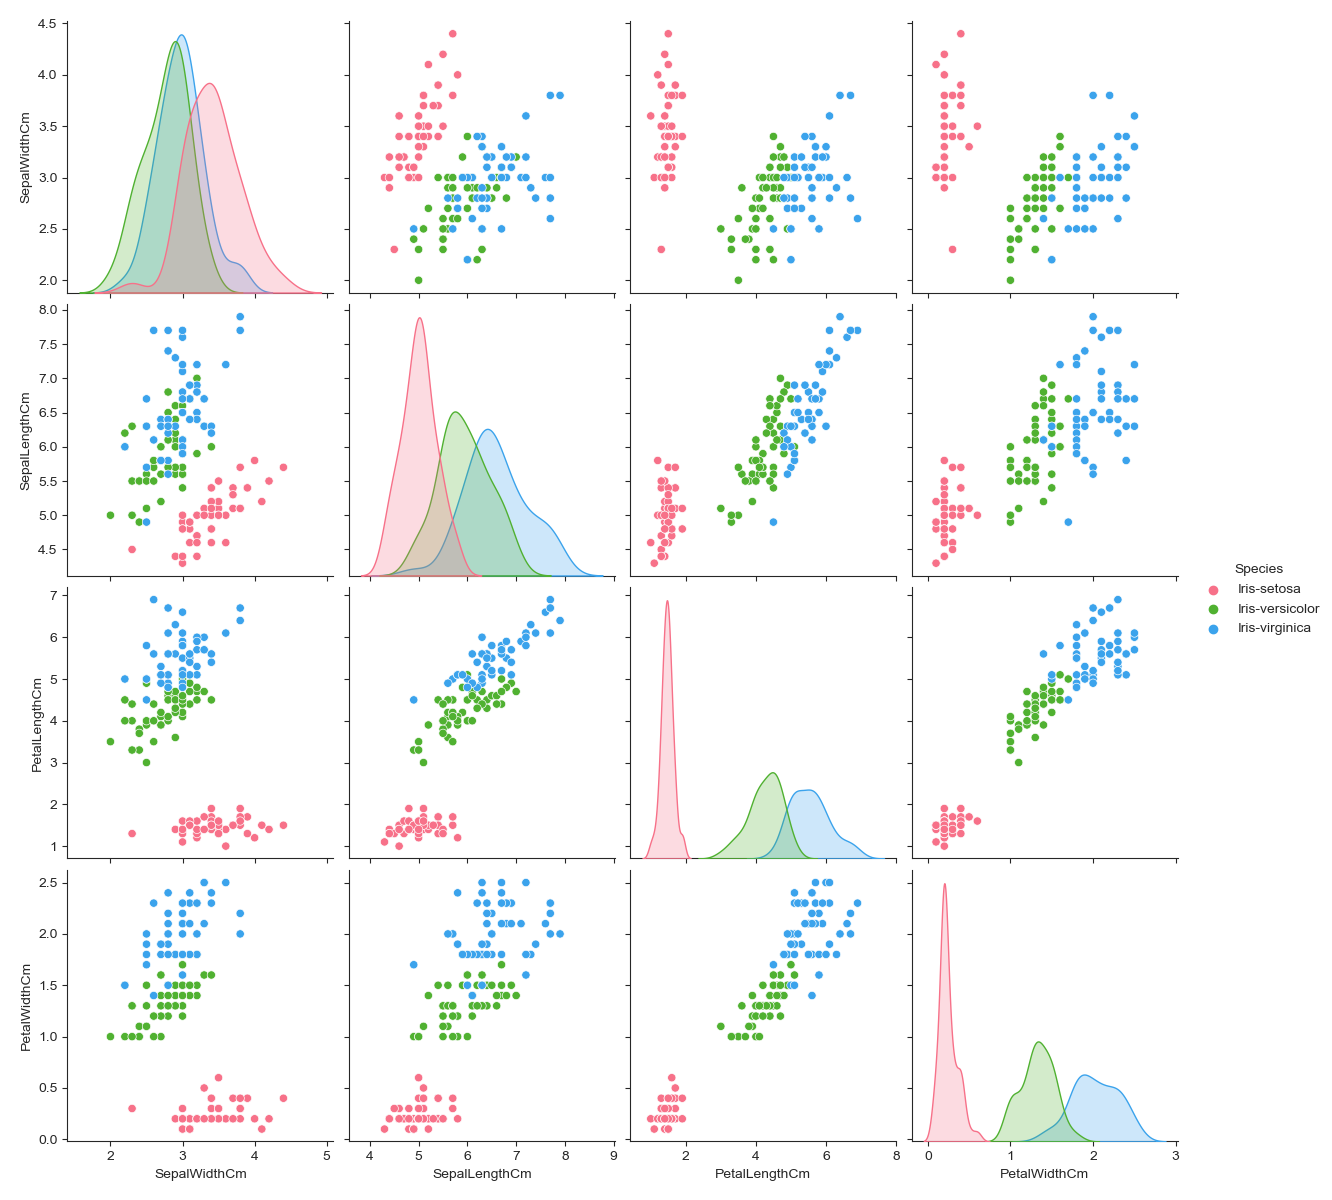 4.5
4.0
3.5
3.0
2.5
2.0
SepalWidthCm
8.0
7.5
7.0
6.5
6.0
5.5
5.0
4.5
SepalLengthCm
7
6
5
4
3
2
1
PetalLengthCm
2.5
2.0
1.5
1.0
0.5
0.0
PetalWidthCm
2 3 4 5
4 5 6 7 8 9
2 4 6 8
0 1 2 3
SepalWidthCm SepalLengthCm PetalLengthCm PetalWidthCm
Species
Iris-setosa
Iris-versicolor
Iris-virginica